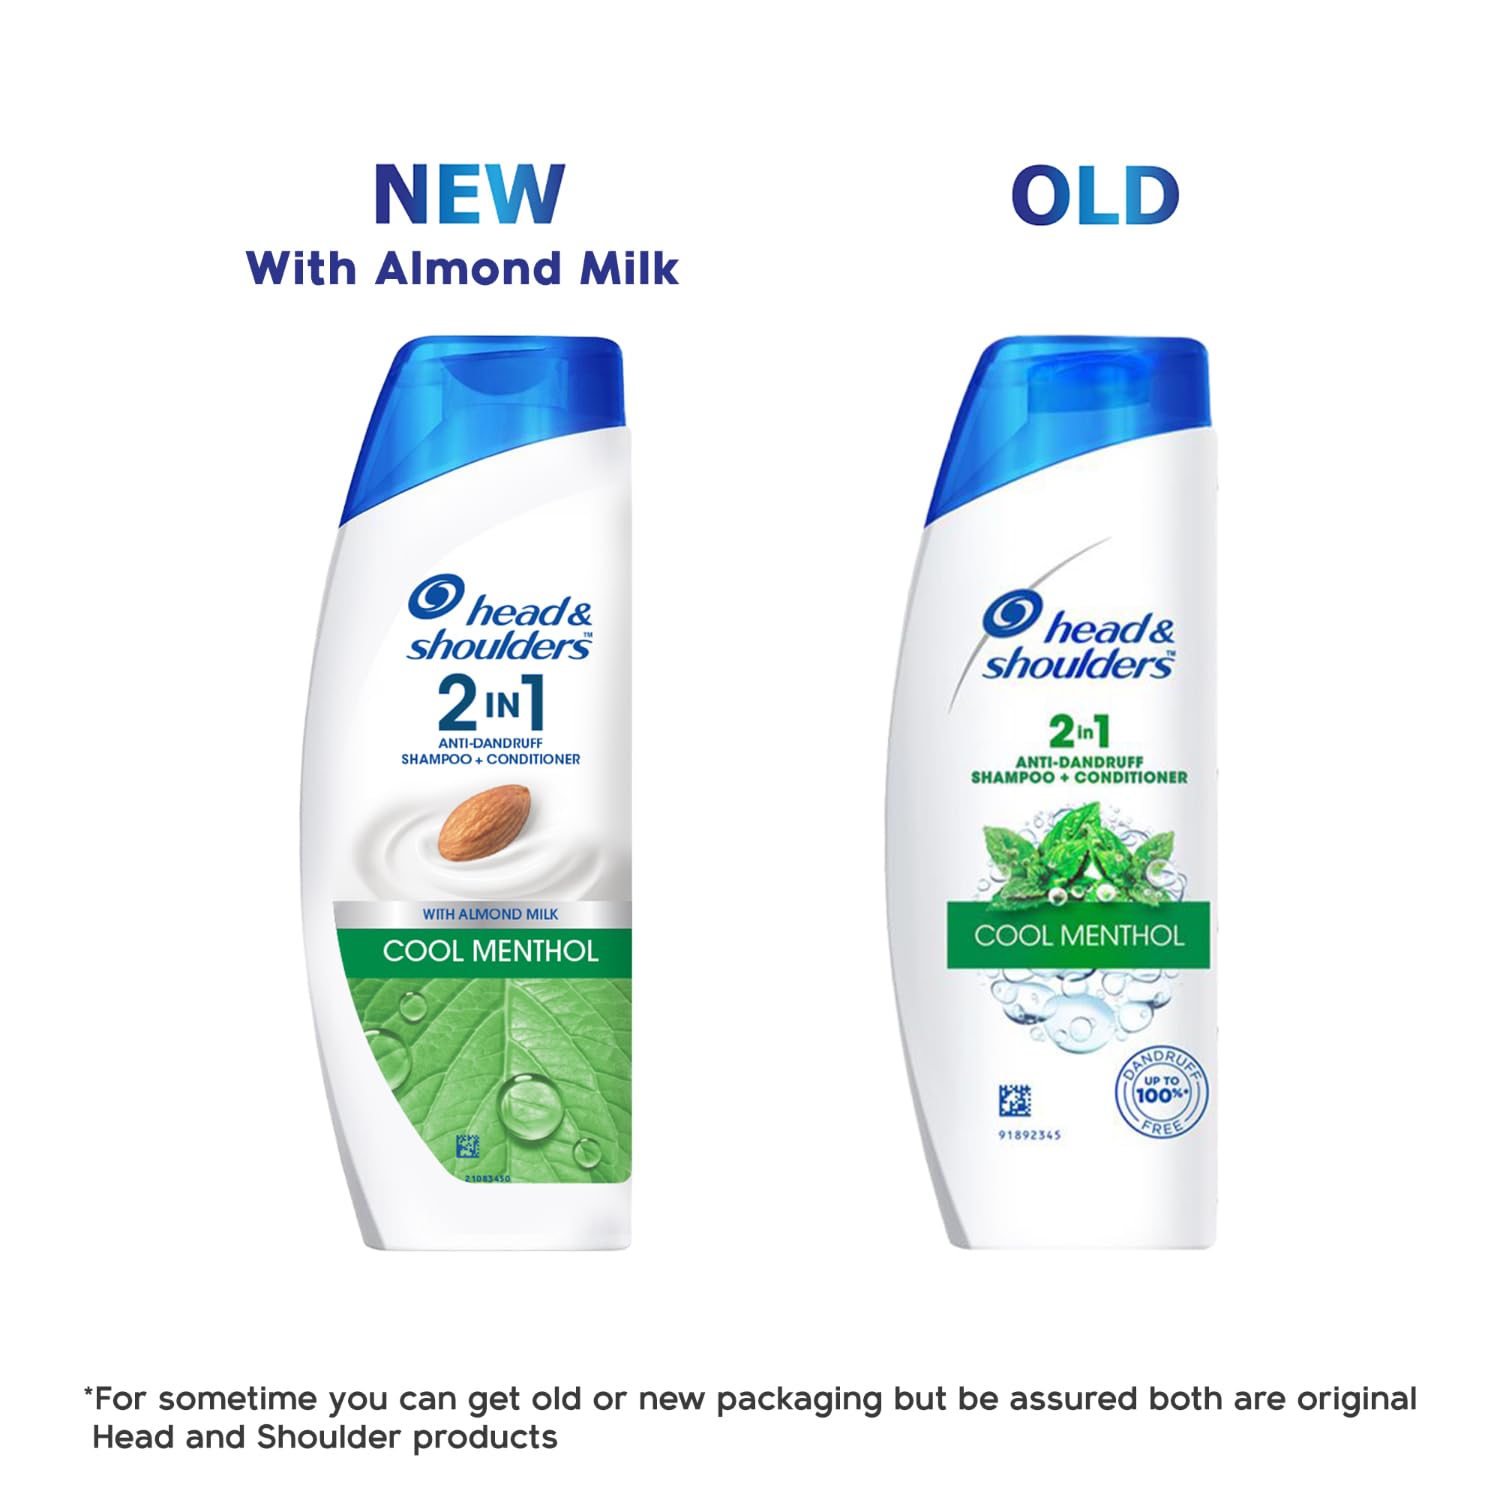 NEW
With Almond Milk
head &
shoulders™
2 IN 1
ANTI-DANDRUFF
SHAMPOO + CONDITIONER
WITH ALMOND MILK
COOL MENTHOL
21083450
OLD
head &
shoulders™
2 in 1
ANTI-DANDRUFF
SHAMPOO + CONDITIONER
COOL MENTHOL
DANDRUFF
UP TO
100%*
FREE
91892345
*For sometime you can get old or new packaging but be assured both are original
Head and Shoulder products